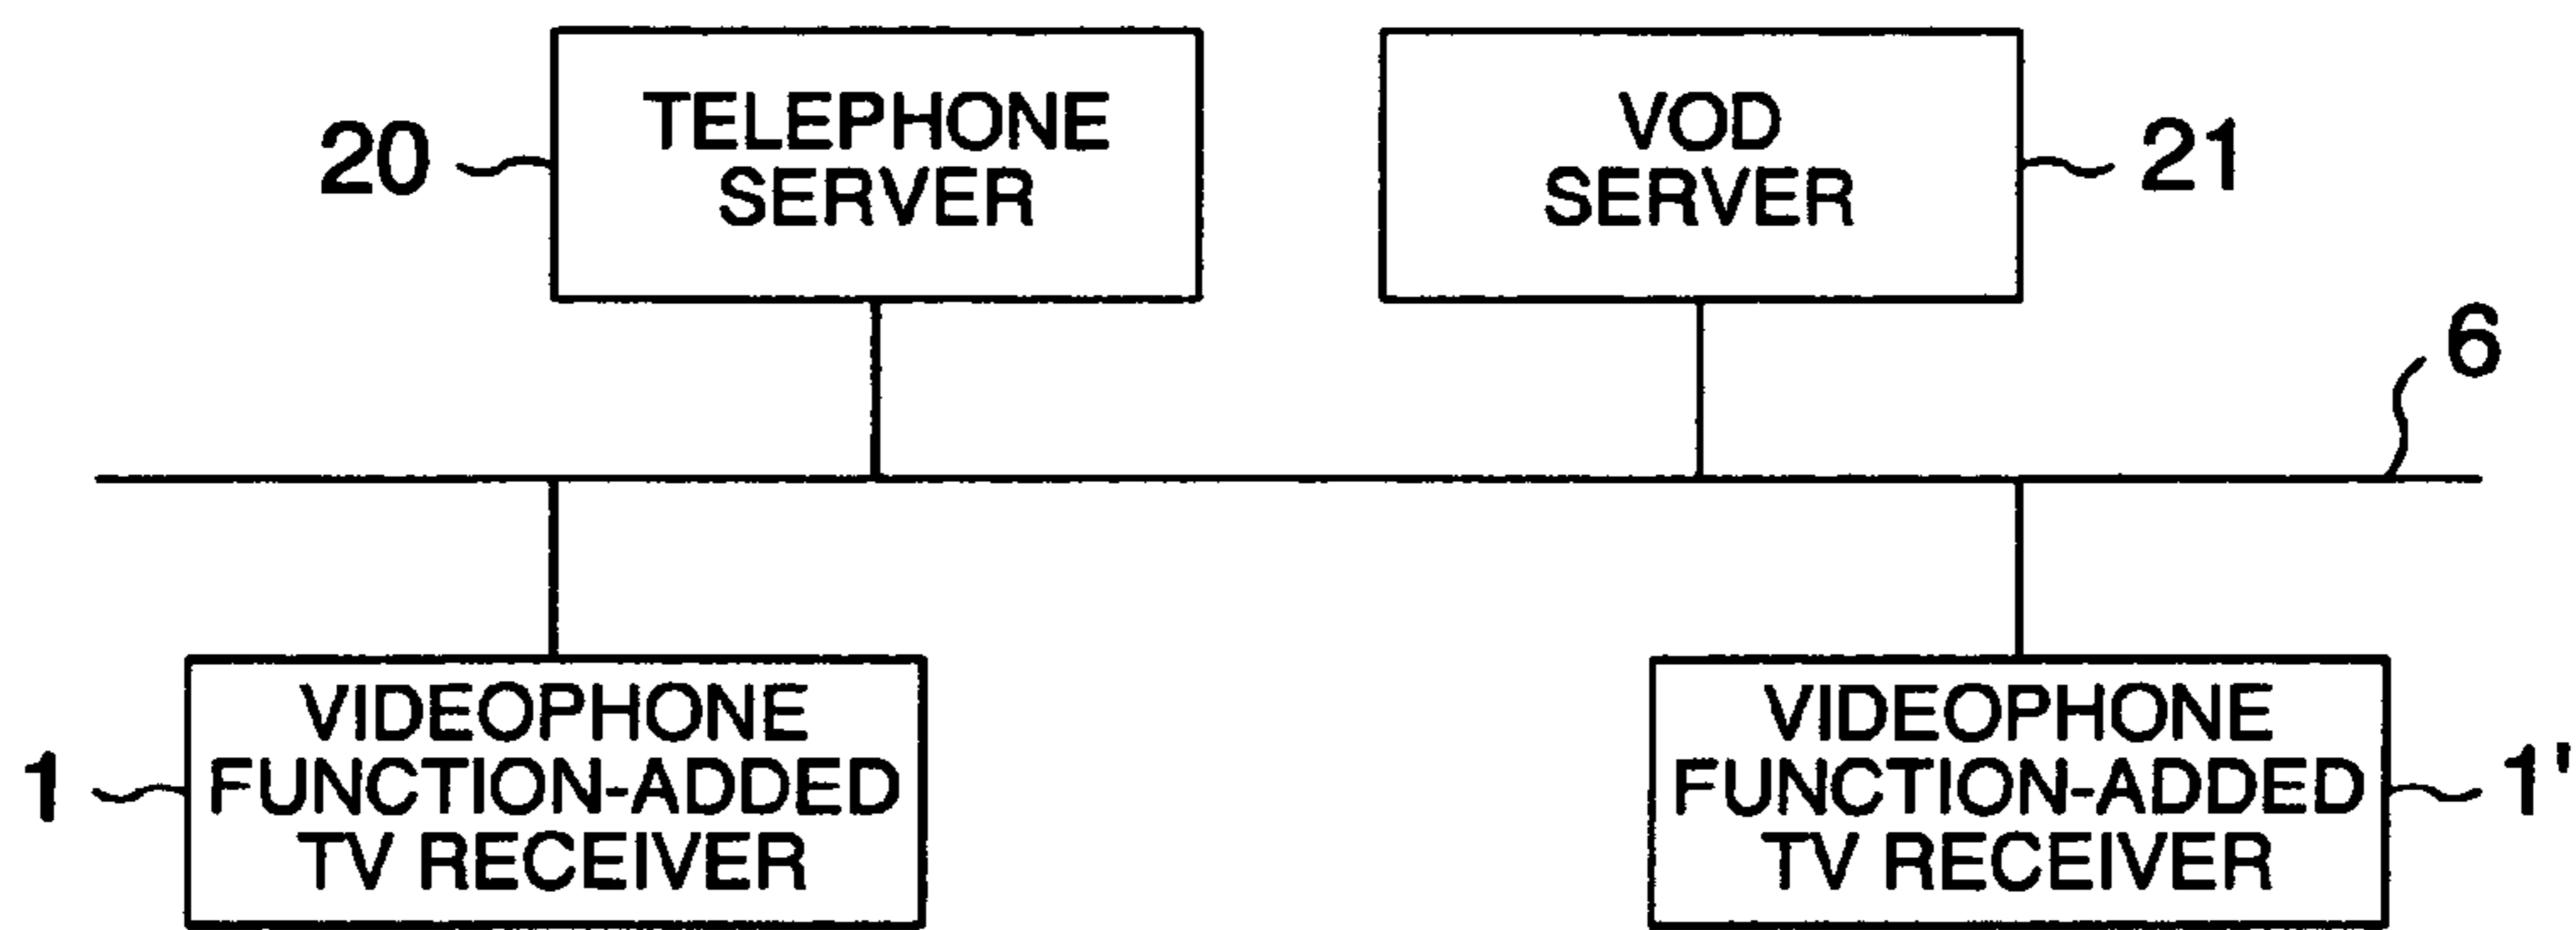 TELEPHONE
SERVER
20
VOD
SERVER
21
6
VIDEOPHONE
FUNCTION-ADDED
TV RECEIVER
1
VIDEOPHONE
FUNCTION-ADDED
TV RECEIVER
1'